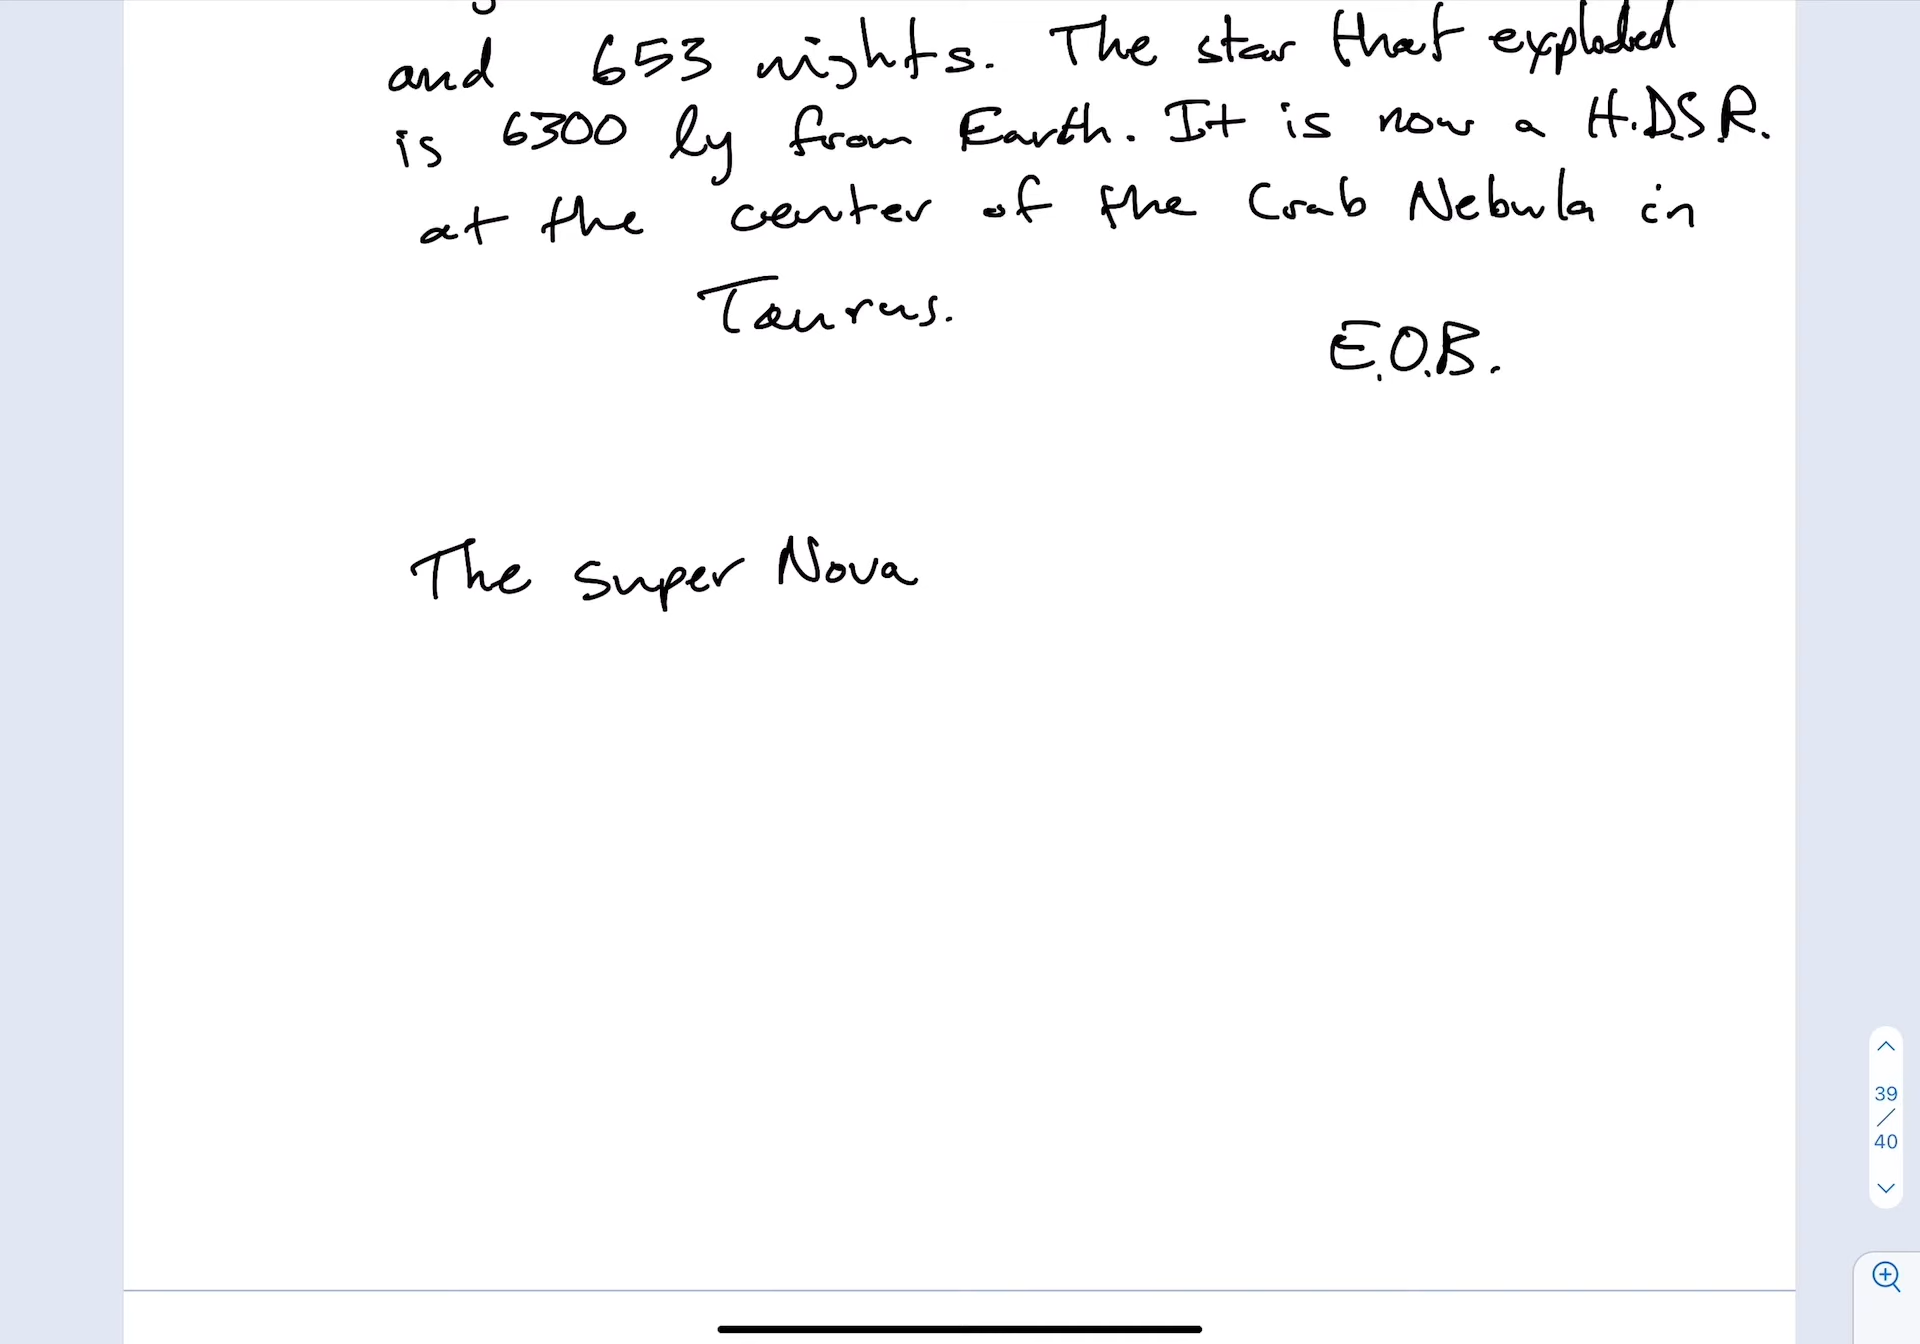 and 653 nights. The star that exploded
is 6300 ly from Earth. It is now a H.D.S.R.
at the center of the Crab Nebula in
Taurus.
E.O.B.
The super Nova
39
/
40